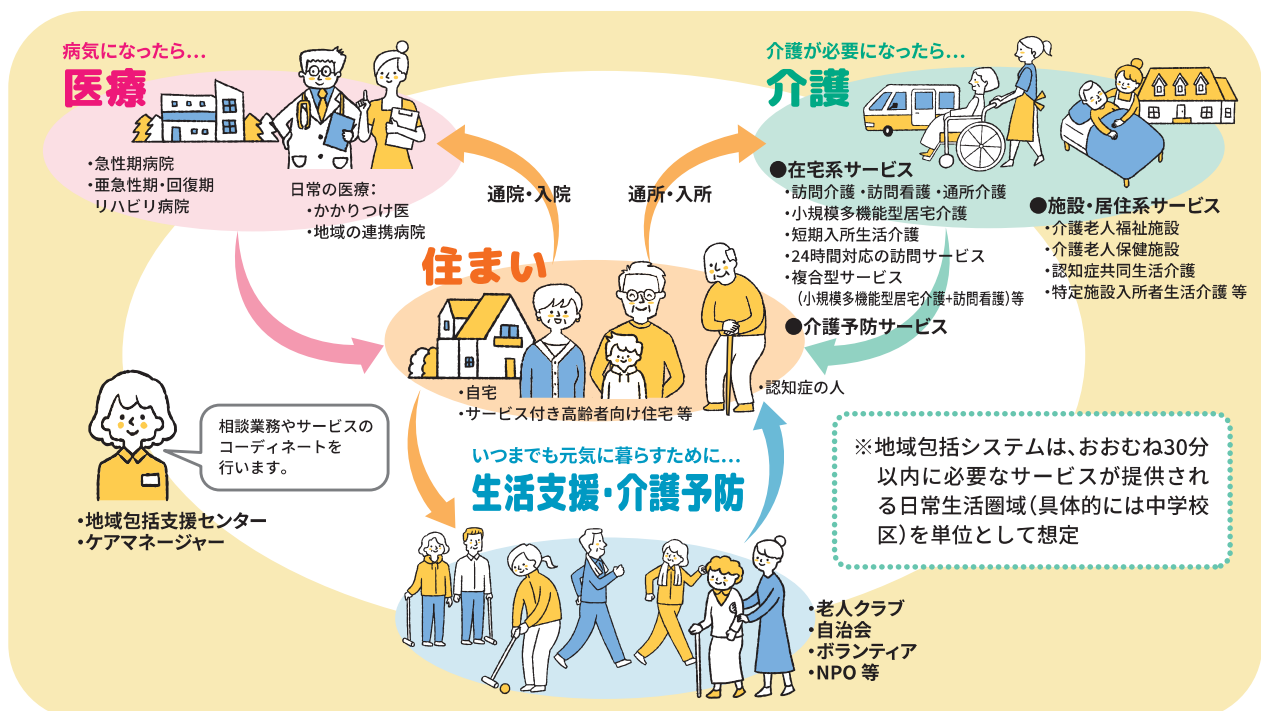 病気になったら…
医療
・急性期病院
・亜急性期・回復期
リハビリ病院
日常の医療：
・かかりつけ医
・地域の連携病院
通院・入院
通所・入所
介護が必要になったら…
介護
●在宅系サービス
・訪問介護・訪問看護・通所介護
・小規模多機能型居宅介護
・短期入所生活介護
・24時間対応の訪問サービス
・複合型サービス
（小規模多機能型居宅介護+訪問看護）等
●介護予防サービス
●施設・居住系サービス
・介護老人福祉施設
・介護老人保健施設
・認知症共同生活介護
・特定施設入所者生活介護 等
住まい
・自宅
・サービス付き高齢者向け住宅 等
・認知症の人
相談業務やサービスの
コーディネートを
行います。
・地域包括支援センター
・ケアマネージャー
いつまでも元気に暮らすために…
生活支援・介護予防
・老人クラブ
・自治会
・ボランティア
・NPO 等
※地域包括システムは、おおむね30分
以内に必要なサービスが提供され
る日常生活圏域（具体的には中学校
区）を単位として想定